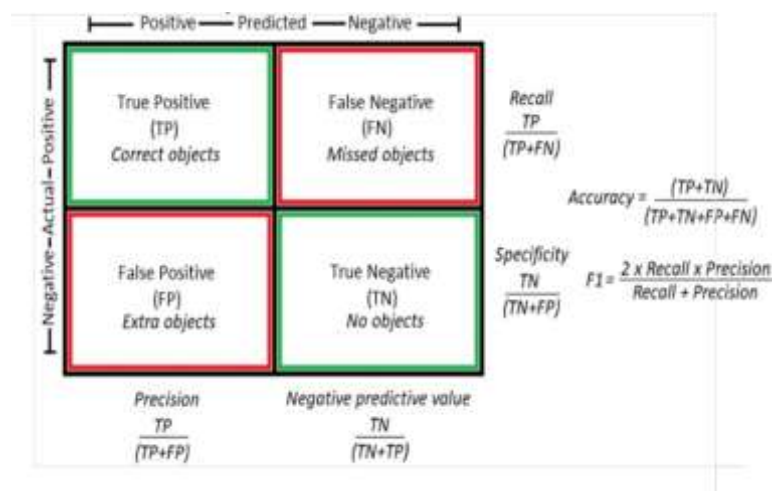 Positive Predicted Negative
Negative Actual Positive
True Positive
(TP)
Correct objects
False Negative
(FN)
Missed objects
Recall
TP
(TP+FN)
Accuracy = (TP+TN)
(TP+TN+FP+FN)
False Positive
(FP)
Extra objects
True Negative
(TN)
No objects
Specificity
TN
(TN+FP)
F1= 2 x Recall x Precision
Recall + Precision
Precision
TP
(TP+FP)
Negative predictive value
TN
(TN+TP)